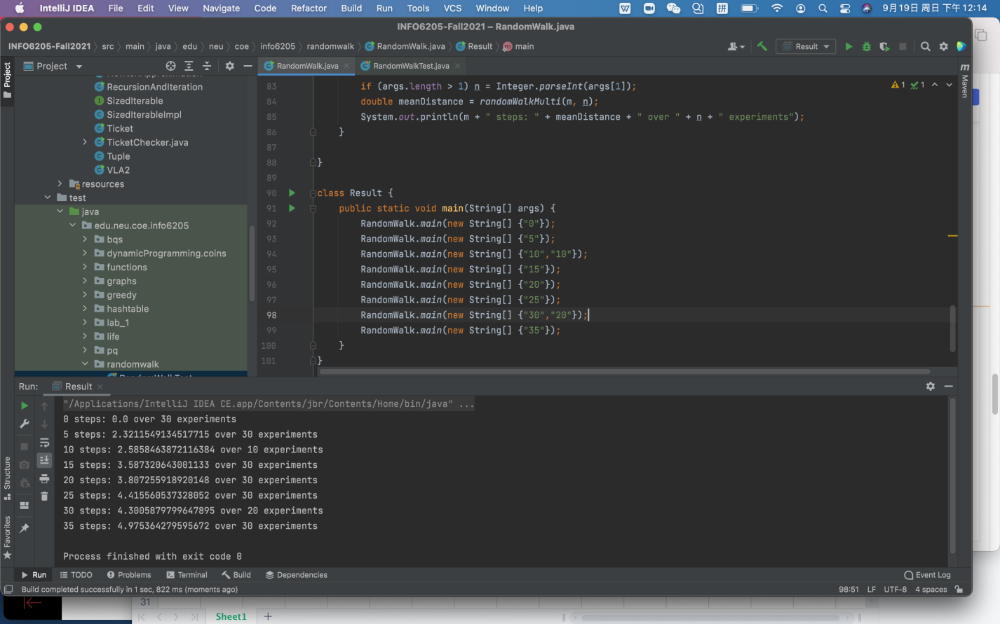 IntelliJ IDEA File Edit View Navigate Code Refactor Build Run Tools VCS Window Help 拼 9月19日 周日 下午12:14
INFO6205-Fall2021 – RandomWalk.java
INFO6205-Fall2021 src main java edu neu coe info6205 randomwalk RandomWalk.java Result main Result
Project
Project
RandomWalk.java
RandomWalkTest.java
Maven
RecursionAndIteration
SizedIterable
SizedIterableImpl
Ticket
TicketChecker.java
Tuple
VLA2
resources
test
java
edu.neu.coe.info6205
bqs
dynamicProgramming.coins
functions
graphs
greedy
hashtable
lab_1
life
pq
randomwalk
1 1
83 if (args.length > 1) n = Integer.parseInt(args[1]);
84 double meanDistance = randomWalkMulti(m, n);
85 System.out.println(m + " steps: " + meanDistance + " over " + n + " experiments");
86 }
87
88 }
89
90 class Result {
91 public static void main(String[] args) {
92 RandomWalk.main(new String[] {"0"});
93 RandomWalk.main(new String[] {"5"});
94 RandomWalk.main(new String[] {"10","10"});
95 RandomWalk.main(new String[] {"15"});
96 RandomWalk.main(new String[] {"20"});
97 RandomWalk.main(new String[] {"25"});
98 RandomWalk.main(new String[] {"30","20"});
99 RandomWalk.main(new String[] {"35"});
100 }
101 }
Run: Result
"/Applications/IntelliJ IDEA CE.app/Contents/jbr/Contents/Home/bin/java" ...
0 steps: 0.0 over 30 experiments
5 steps: 2.3211549134517715 over 30 experiments
10 steps: 2.5858463872116384 over 10 experiments
15 steps: 3.587320643001133 over 30 experiments
20 steps: 3.807255918920148 over 30 experiments
25 steps: 4.415560537328052 over 30 experiments
30 steps: 4.3005879799647895 over 20 experiments
35 steps: 4.975364279595672 over 30 experiments
Process finished with exit code 0
Structure
Favorites
Run TODO Problems Terminal Build Dependencies Event Log
Build completed successfully in 1 sec, 822 ms (moments ago) 98:51 LF UTF-8 4 spaces
31
Sheet1